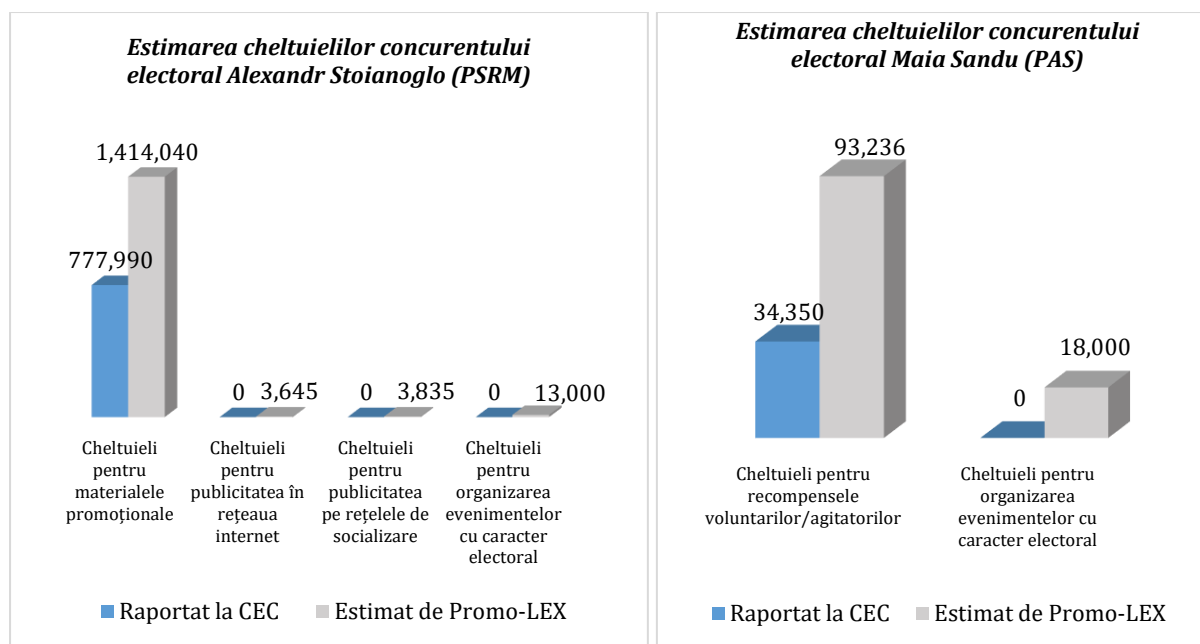 Estimarea cheltuielilor concurentului
electoral Alexandr Stoianoglo (PSRM)
1,414,040
777,990
0 3,645 0 3,835 0 13,000
Cheltuieli
pentru
materialele
promoționale
Cheltuieli
pentru
publicitatea în
rețeaua
internet
Cheltuieli
pentru
publicitatea
pe rețelele de
socializare
Cheltuieli
pentru
organizarea
evenimentelor
cu caracter
electoral
Raportat la CEC Estimat de Promo-LEX
Estimarea cheltuielilor concurentului
electoral Maia Sandu (PAS)
93,236
34,350
18,000
0
Cheltuieli pentru
recompensele
voluntarilor/agitatorilor
Cheltuieli pentru
organizarea
evenimentelor cu
caracter electoral
Raportat la CEC Estimat de Promo-LEX